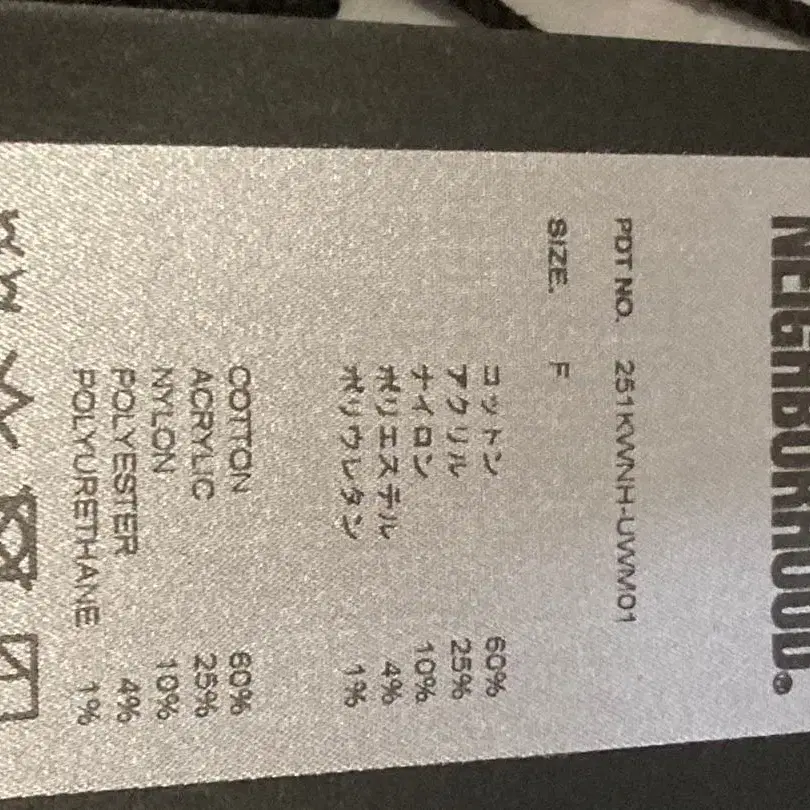 NEIGHBORHOOD®
PDT NO. 251KWNH-UWM01
SIZE. F
コットン 60%
アクリル 25%
ナイロン 10%
ポリエステル 4%
ポリウレタン 1%
COTTON 60%
ACRYLIC 25%
NYLON 10%
POLYESTER 4%
POLYURETHANE 1%